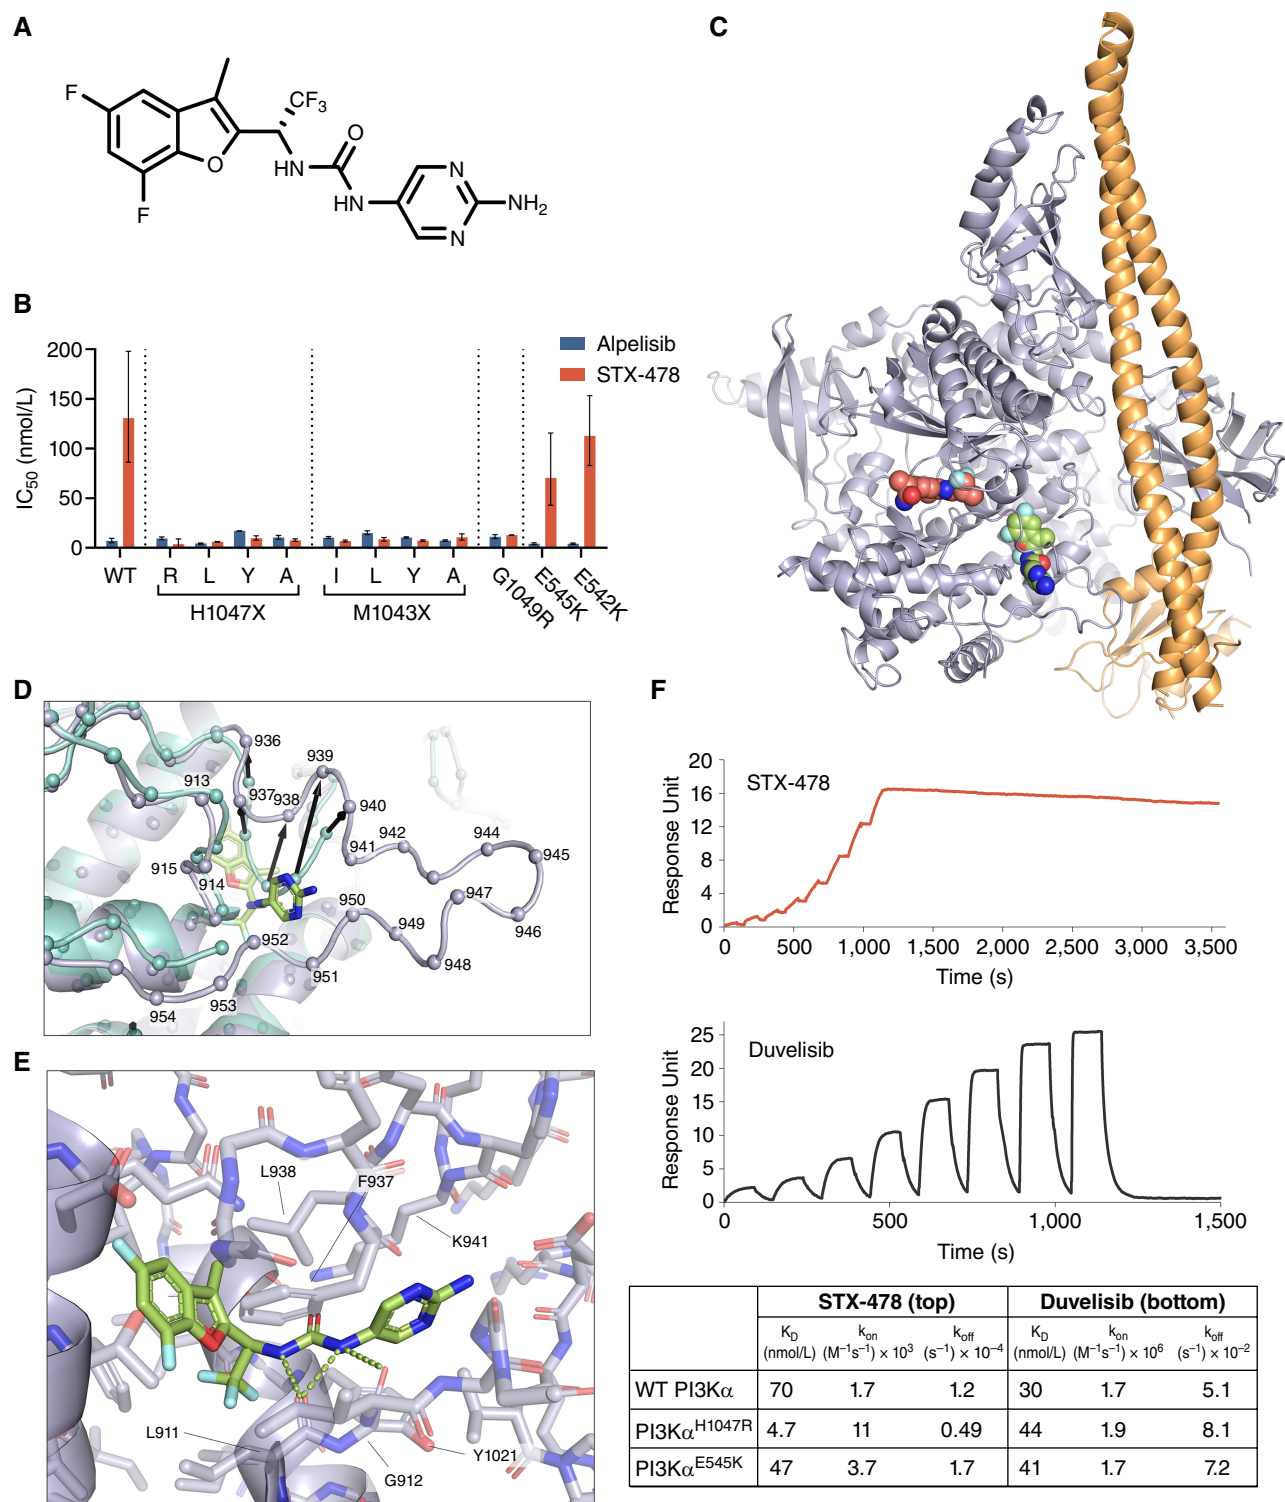 A
F
F
O
CF3
HN
O
HN
N
N
NH2
B
IC50 (nmol/L)
200
150
100
50
0
Alpelisib
STX-478
WT
R
L
Y
A
I
L
Y
A
H1047X
M1043X
G1049R
E545K
E542K
C
D
936
913
937
938
939
940
941
942
944
945
915
914
950
947
949
946
952
951
948
953
954
E
L938
F937
K941
L911
G912
Y1021
F
STX-478
Response Unit
20
16
12
8
4
0
0
500
1,000
1,500
2,000
2,500
3,000
3,500
Time (s)
Duvelisib
Response Unit
25
20
15
10
5
0
0
500
1,000
1,500
Time (s)
STX-478 (top) Duvelisib (bottom)
KD kon koff KD kon koff
(nmol/L) (M−1s−1) × 10³ (s−1) × 10−4 (nmol/L) (M−1s−1) × 10⁶ (s−1) × 10−2
WT PI3Kα 70 1.7 1.2 30 1.7 5.1
PI3KαH1047R 4.7 11 0.49 44 1.9 8.1
PI3KαE545K 47 3.7 1.7 41 1.7 7.2